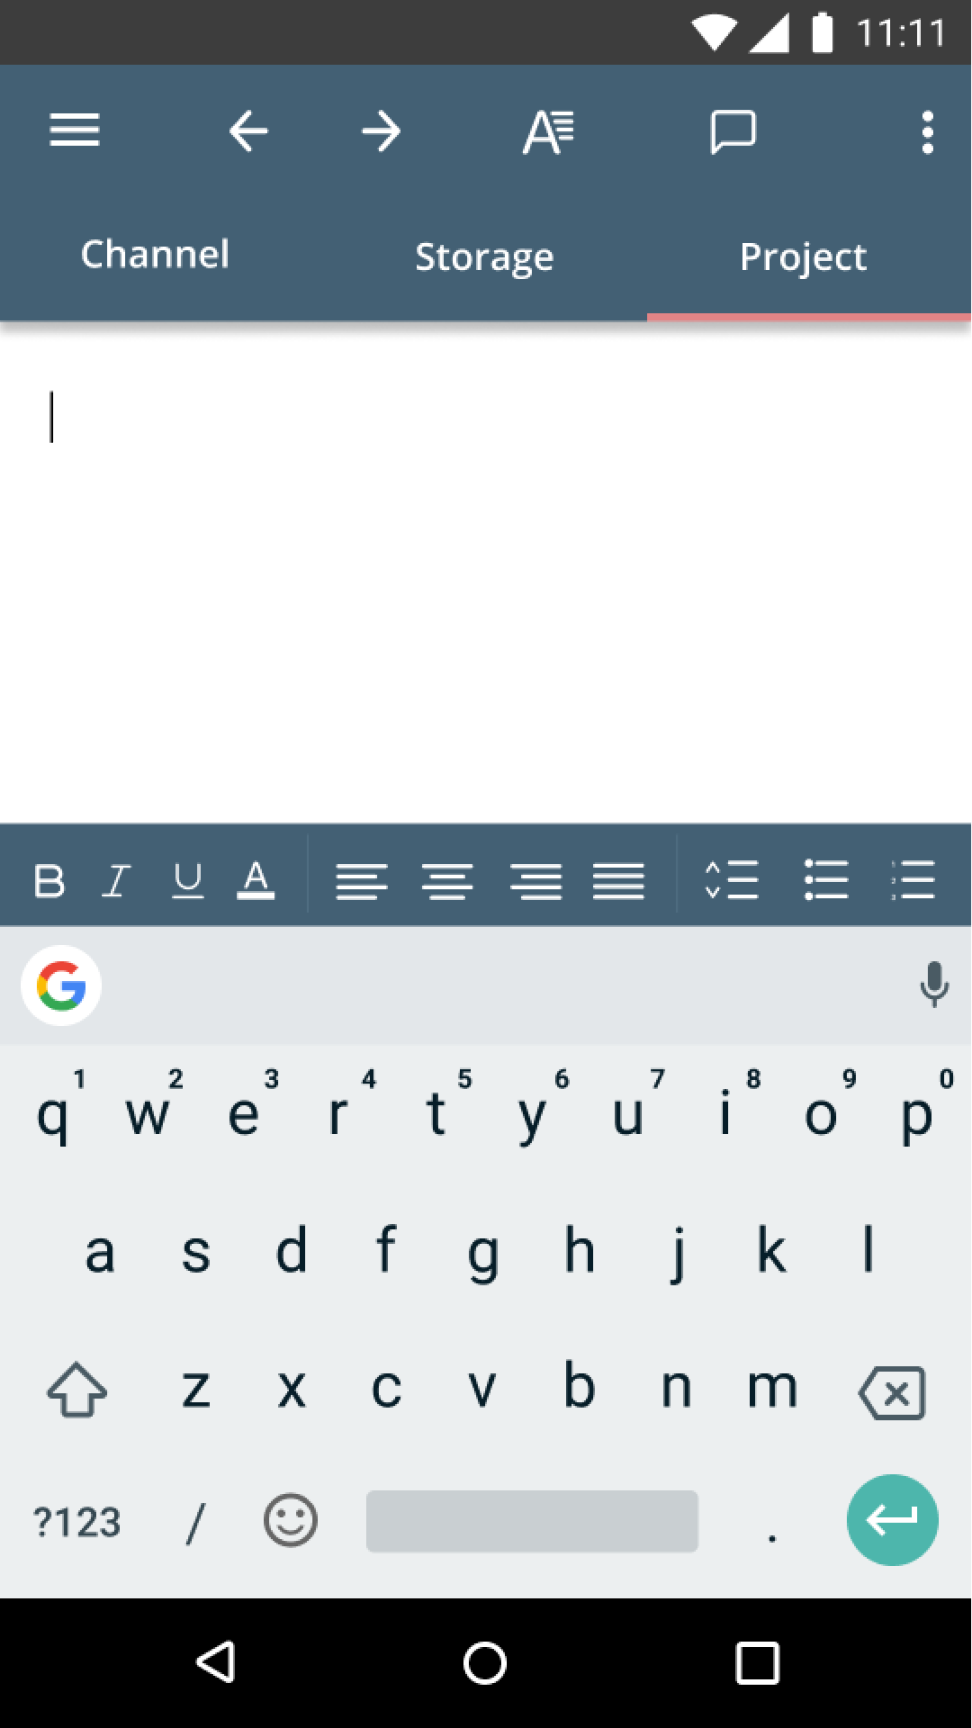 11:11
Channel Storage Project
B I U A
G
1 2 3 4 5 6 7 8 9 0
q w e r t y u i o p
a s d f g h j k l
z x c v b n m
?123 / .